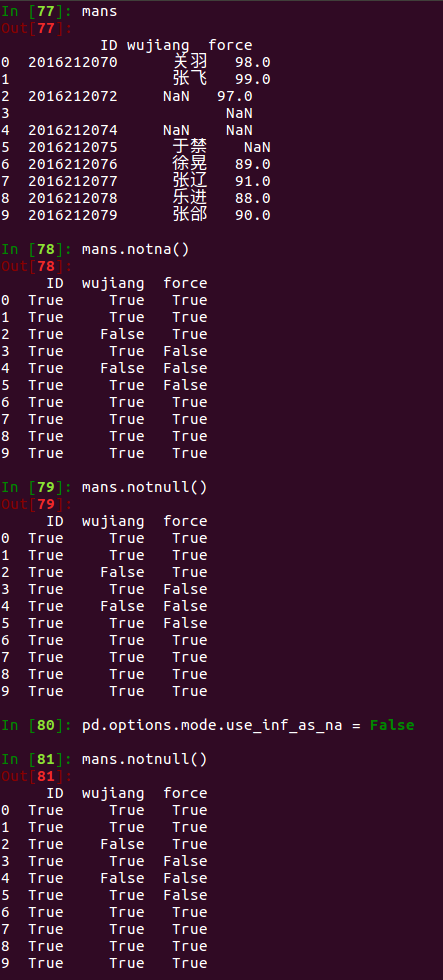 In [77]: mans
Out[77]:
ID wujiang force
0 2016212070 关羽 98.0
1 张飞 99.0
2 2016212072 NaN 97.0
3 NaN
4 2016212074 NaN NaN
5 2016212075 于禁 NaN
6 2016212076 徐晃 89.0
7 2016212077 张辽 91.0
8 2016212078 乐进 88.0
9 2016212079 张郃 90.0
In [78]: mans.notna()
Out[78]:
ID wujiang force
0 True True True
1 True True True
2 True False True
3 True True False
4 True False False
5 True True False
6 True True True
7 True True True
8 True True True
9 True True True
In [79]: mans.notnull()
Out[79]:
ID wujiang force
0 True True True
1 True True True
2 True False True
3 True True False
4 True False False
5 True True False
6 True True True
7 True True True
8 True True True
9 True True True
In [80]: pd.options.mode.use_inf_as_na = False
In [81]: mans.notnull()
Out[81]:
ID wujiang force
0 True True True
1 True True True
2 True False True
3 True True False
4 True False False
5 True True False
6 True True True
7 True True True
8 True True True
9 True True True